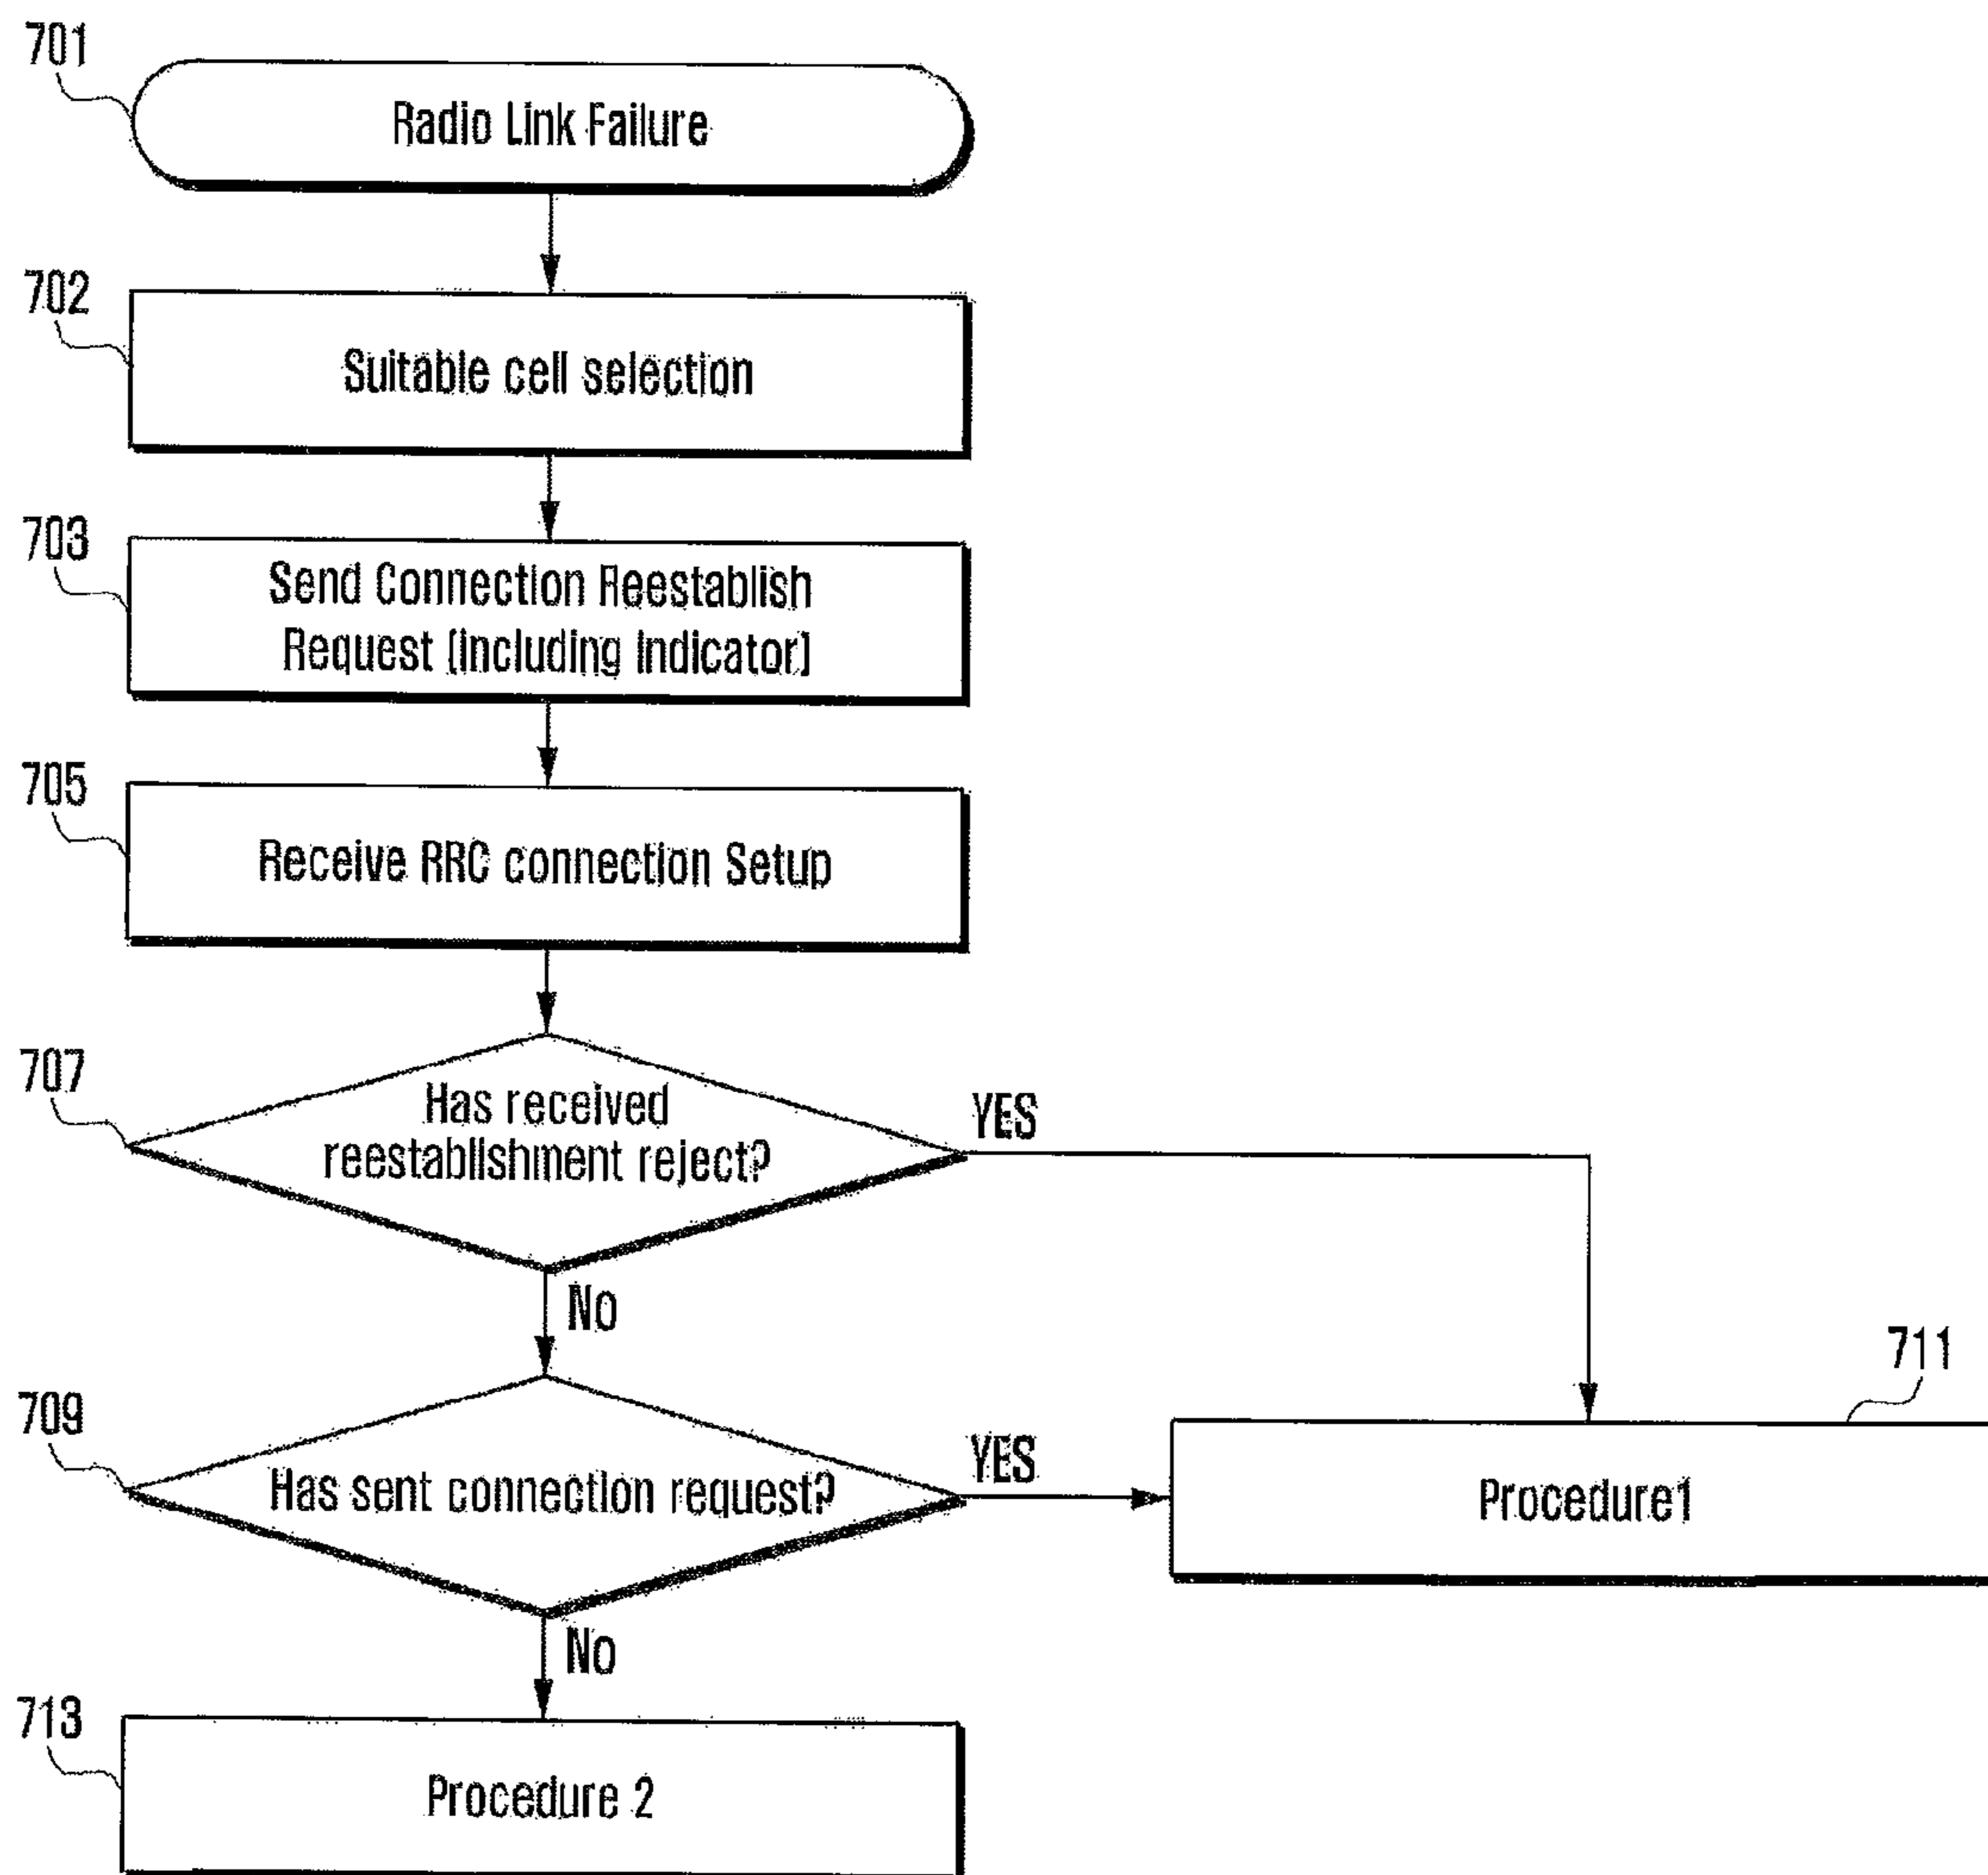 701
Radio Link Failure
702
Suitable cell selection
703
Send Connection Reestablish
Request (Including Indicator)
705
Receive RRC connection Setup
707
Has received
reestablishment reject?
YES
No
711
709
Has sent connection request?
YES
Procedure1
No
713
Procedure 2